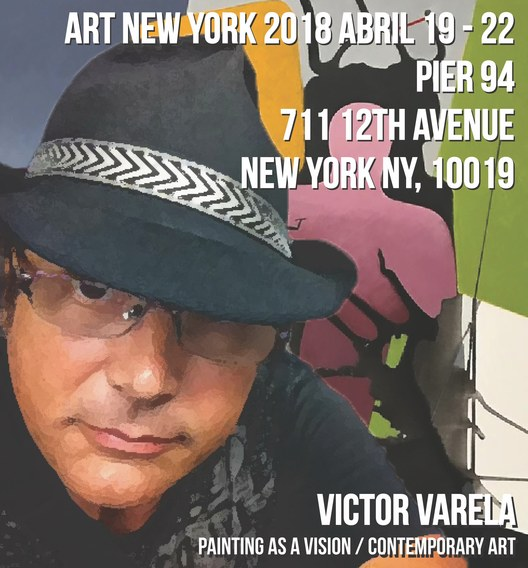 ART NEW YORK 2018 ABRIL 19 - 22
PIER 94
711 12TH AVENUE
NEW YORK NY, 10019
VICTOR VARELA
PAINTING AS A VISION / CONTEMPORARY ART